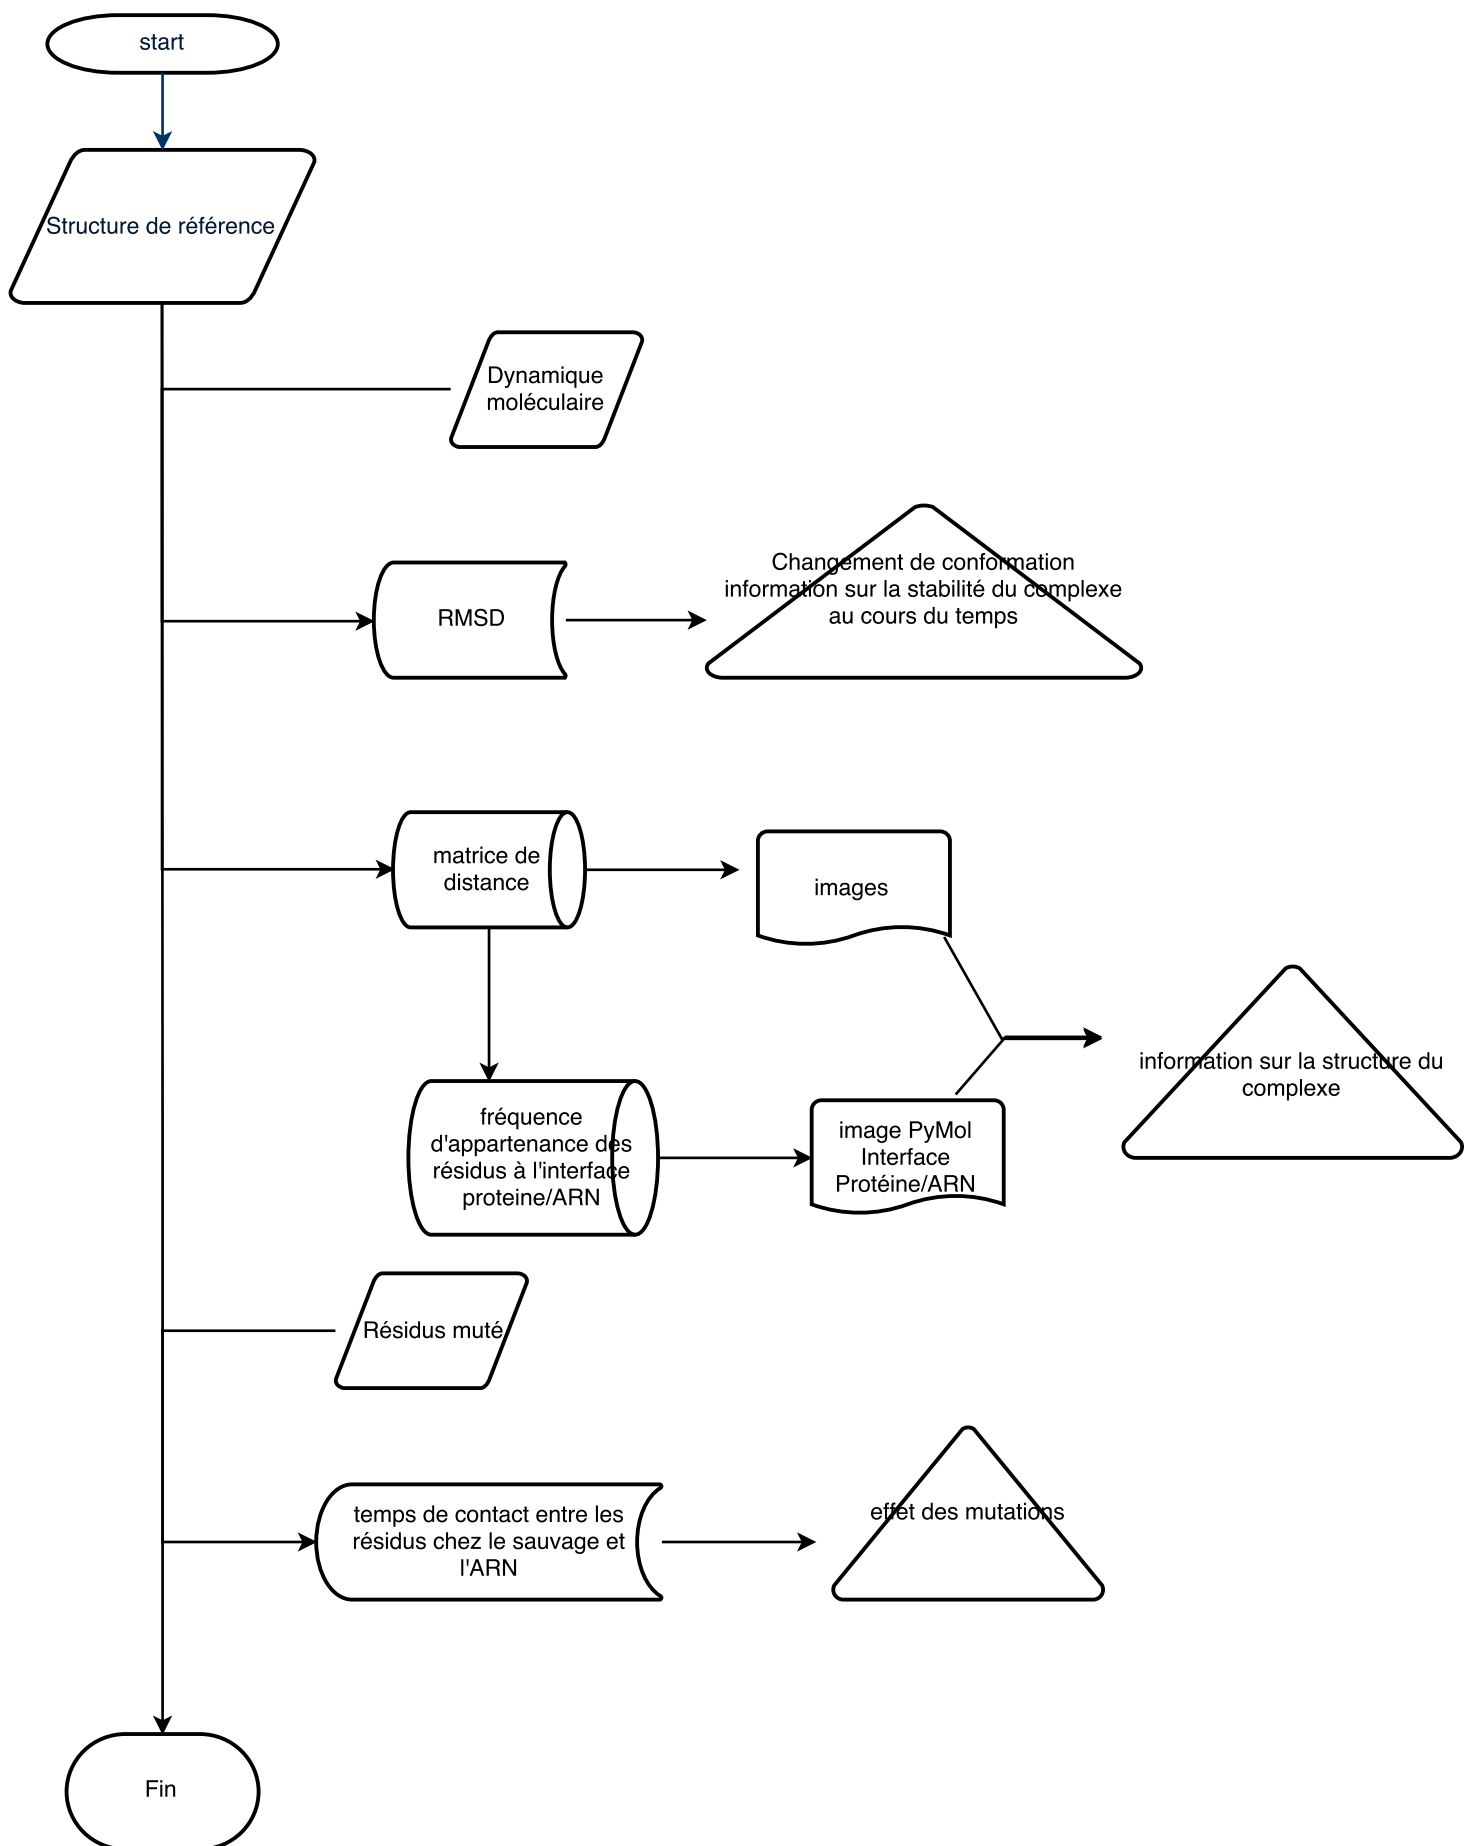 start
Structure de référence
Dynamique
moléculaire
Changement de conformation
information sur la stabilité du complexe
au cours du temps
RMSD
matrice de
distance
images
information sur la structure du
complexe
fréquence
d'appartenance des
résidus à l'interface
proteine/ARN
image PyMol
Interface
Protéine/ARN
Résidus muté
temps de contact entre les
résidus chez le sauvage et
l'ARN
effet des mutations
Fin